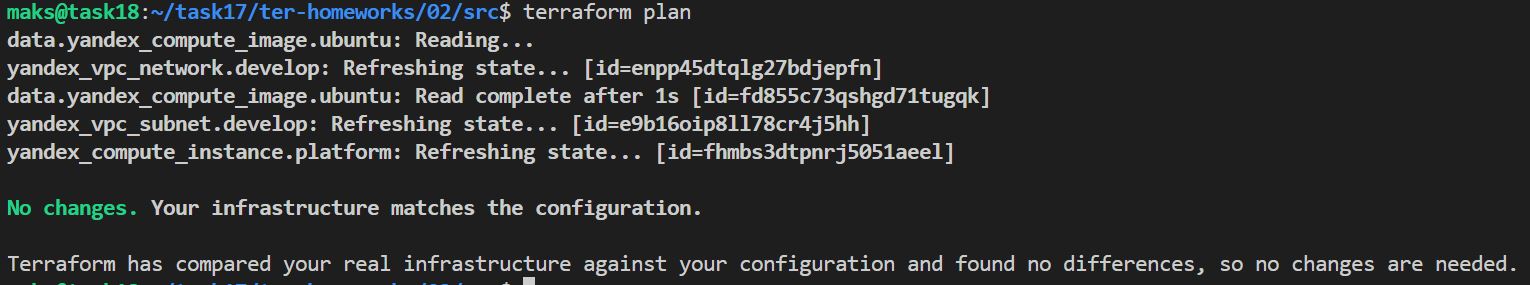 maks@task18:~/task17/ter-homeworks/02/src$ terraform plan
data.yandex_compute_image.ubuntu: Reading...
yandex_vpc_network.develop: Refreshing state... [id=enpp45dtqlg27bdjepfn]
data.yandex_compute_image.ubuntu: Read complete after 1s [id=fd855c73qshgd71tugqk]
yandex_vpc_subnet.develop: Refreshing state... [id=e9b16oip8ll78cr4j5hh]
yandex_compute_instance.platform: Refreshing state... [id=fhmbs3dtpnrj5051aeel]
No changes. Your infrastructure matches the configuration.
Terraform has compared your real infrastructure against your configuration and found no differences, so no changes are needed.